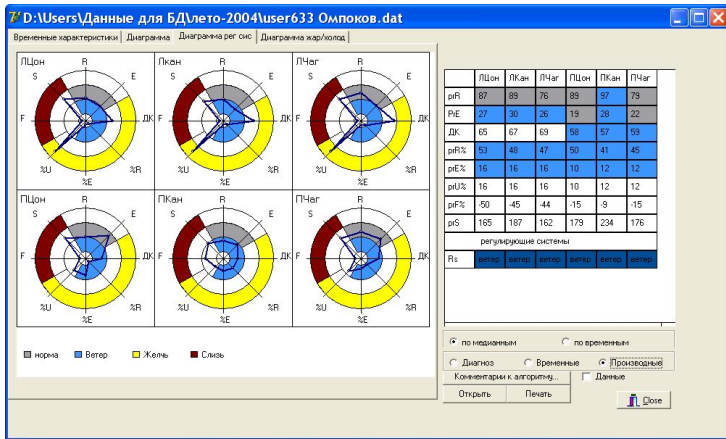 D:\Users\Данные для БД\лето-2004\user633 Омпоков.dat
Временные характеристики Диаграмма Диаграмма рег сис Диаграмма жар/холод
ЛЦон R Лкан R ЛЧаг R
S E S E S E
F ДК F ДК F ДК
%U %R %U %R %U %R
%E %E %E
ПЦон R ПКан R ПЧаг R
S E S E S E
F ДК F ДК F ДК
%U %R %U %R %U %R
%E %E %E
норма Ветер Желчь Слизь
ЛЦон ЛКан ЛЧаг ПЦон ПКан ПЧаг
prR 87 89 76 89 97 79
PrE 27 30 26 19 28 22
ДК 65 67 69 58 57 59
prR% 53 48 47 50 41 45
prE% 16 16 16 10 12 12
prU% 16 16 16 10 12 12
prF% -50 -45 -44 -15 -9 -15
prS 165 187 162 179 234 176
регулирующие системы
Rs ветер ветер ветер ветер ветер ветер
по медианным по временным
Диагноз Временные Производные
Комментарии к алгоритму... Данные
Открыть Печать
Close